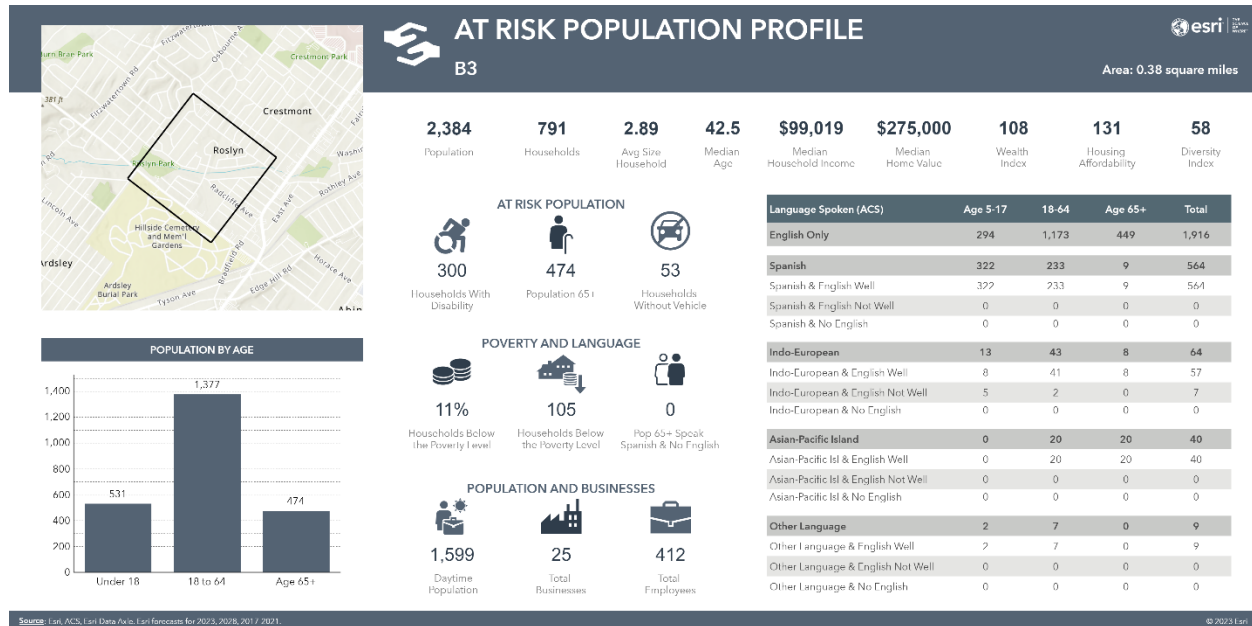 AT RISK POPULATION PROFILE
B3
esri
THE
SCIENCE
OF
WHERE
Area: 0.38 square miles
Burn Brae Park
Fitzwatertown Rd
Osbourne Ave
Crestmont Park
Fitzwatertown Rd
381 ft
Crestmont
Roslyn
Roslyn Park
Radcliffe Ave
East Ave
Rothley Ave
Lincoln Ave
Hillside Cemetery
and Mem'l
Gardens
Ardsley
Ardsley
Burial Park
Tyson Ave
Bradfield Rd
Edge Hill Rd
Horace Ave
2,384
Population
791
Households
2.89
Avg Size
Household
42.5
Median
Age
$99,019
Median
Household Income
$275,000
Median
Home Value
108
Wealth
Index
131
Housing
Affordability
58
Diversity
Index
AT RISK POPULATION
300
Households With
Disability
474
Population 65+
53
Households
Without Vehicle
POVERTY AND LANGUAGE
11%
Households Below
the Poverty Level
105
Households Below
the Poverty Level
0
Pop 65+ Speak
Spanish & No English
POPULATION AND BUSINESSES
1,599
Daytime
Population
25
Total
Businesses
412
Total
Employees
POPULATION BY AGE
1,400
1,200
1,000
800
600
400
200
0
531
1,377
474
Under 18
18 to 64
Age 65+
Language Spoken (ACS) Age 5-17 18-64 Age 65+ Total
English Only 294 1,173 449 1,916
Spanish 322 233 9 564
Spanish & English Well 322 233 9 564
Spanish & English Not Well 0 0 0 0
Spanish & No English 0 0 0 0
Indo-European 13 43 8 64
Indo-European & English Well 8 41 8 57
Indo-European & English Not Well 5 2 0 7
Indo-European & No English 0 0 0 0
Asian-Pacific Island 0 20 20 40
Asian-Pacific Isl & English Well 0 20 20 40
Asian-Pacific Isl & English Not Well 0 0 0 0
Asian-Pacific Isl & No English 0 0 0 0
Other Language 2 7 0 9
Other Language & English Well 2 7 0 9
Other Language & English Not Well 0 0 0 0
Other Language & No English 0 0 0 0
Source: Esri, ACS, Esri Data Axle. Esri forecasts for 2023, 2028, 2017 2021.
© 2023 Esri